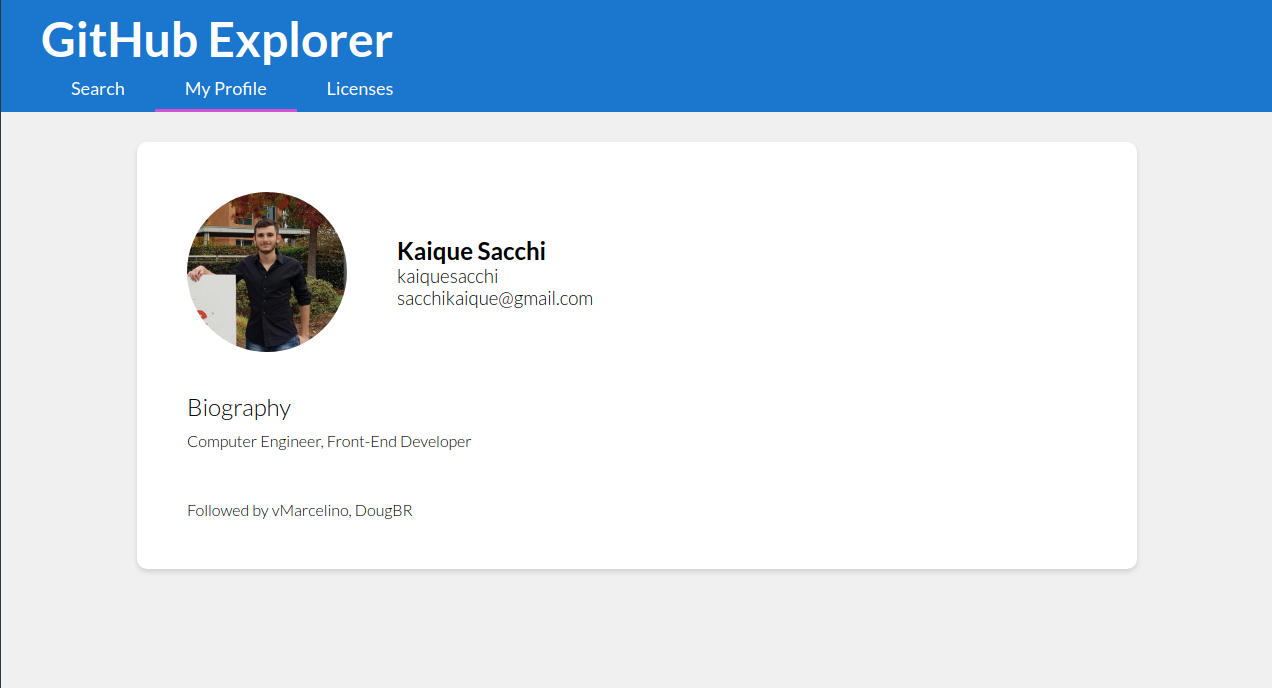 GitHub Explorer
Search My Profile Licenses
Kaique Sacchi
kaiquesacchi
sacchikaique@gmail.com
Biography
Computer Engineer, Front-End Developer
Followed by vMarcelino, DougBR